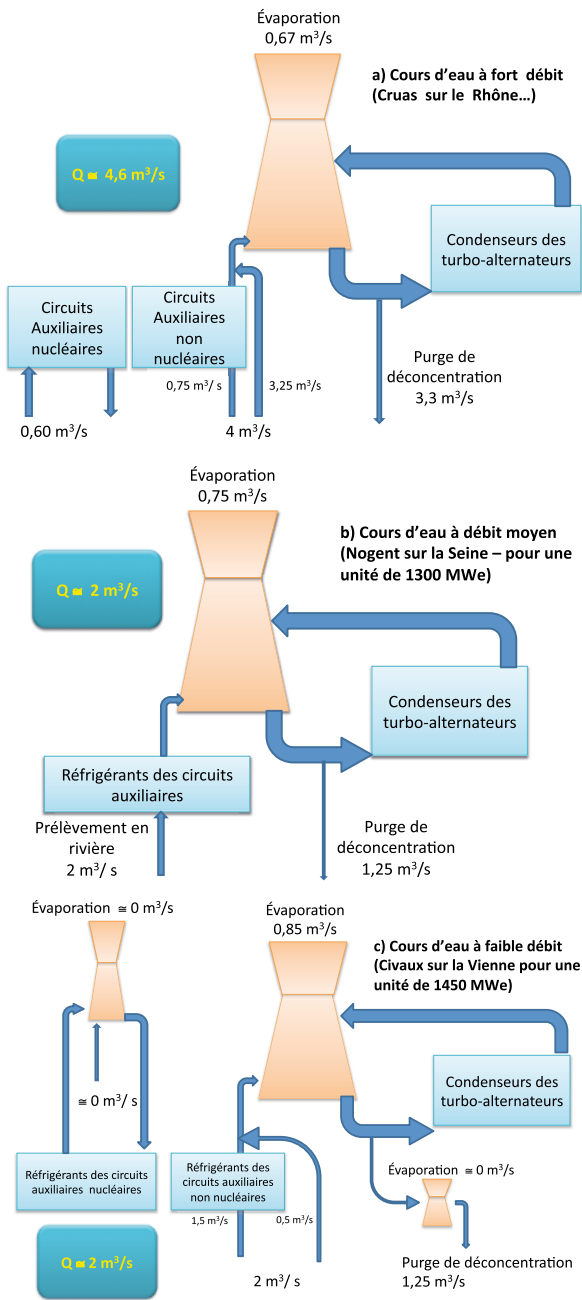 Évaporation
0,67 m³/s
a) Cours d’eau à fort débit
(Cruas sur le Rhône…)
Q ≅ 4,6 m³/s
Condenseurs des
turbo-alternateurs
Circuits
Auxiliaires
nucléaires
Circuits
Auxiliaires
non
nucléaires
Purge de
déconcentration
3,3 m³/s
0,75 m³/ s
3,25 m³/s
0,60 m³/s
4 m³/s
Évaporation
0,75 m³/s
b) Cours d’eau à débit moyen
(Nogent sur la Seine – pour une
unité de 1300 MWe)
Q ≅ 2 m³/s
Condenseurs des
turbo-alternateurs
Réfrigérants des circuits
auxiliaires
Prélèvement en
rivière
2 m³/ s
Purge de
déconcentration
1,25 m³/s
Évaporation ≅ 0 m³/s
Évaporation
0,85 m³/s
c) Cours d’eau à faible débit
(Civaux sur la Vienne pour une
unité de 1450 MWe)
≅ 0 m³/ s
Condenseurs des
turbo-alternateurs
Réfrigérants des circuits
auxiliaires nucléaires
Réfrigérants des
circuits auxiliaires
non nucléaires
Évaporation ≅ 0 m³/s
1,5 m³/s
0,5 m³/s
Q ≅ 2 m³/s
2 m³/ s
Purge de déconcentration
1,25 m³/s